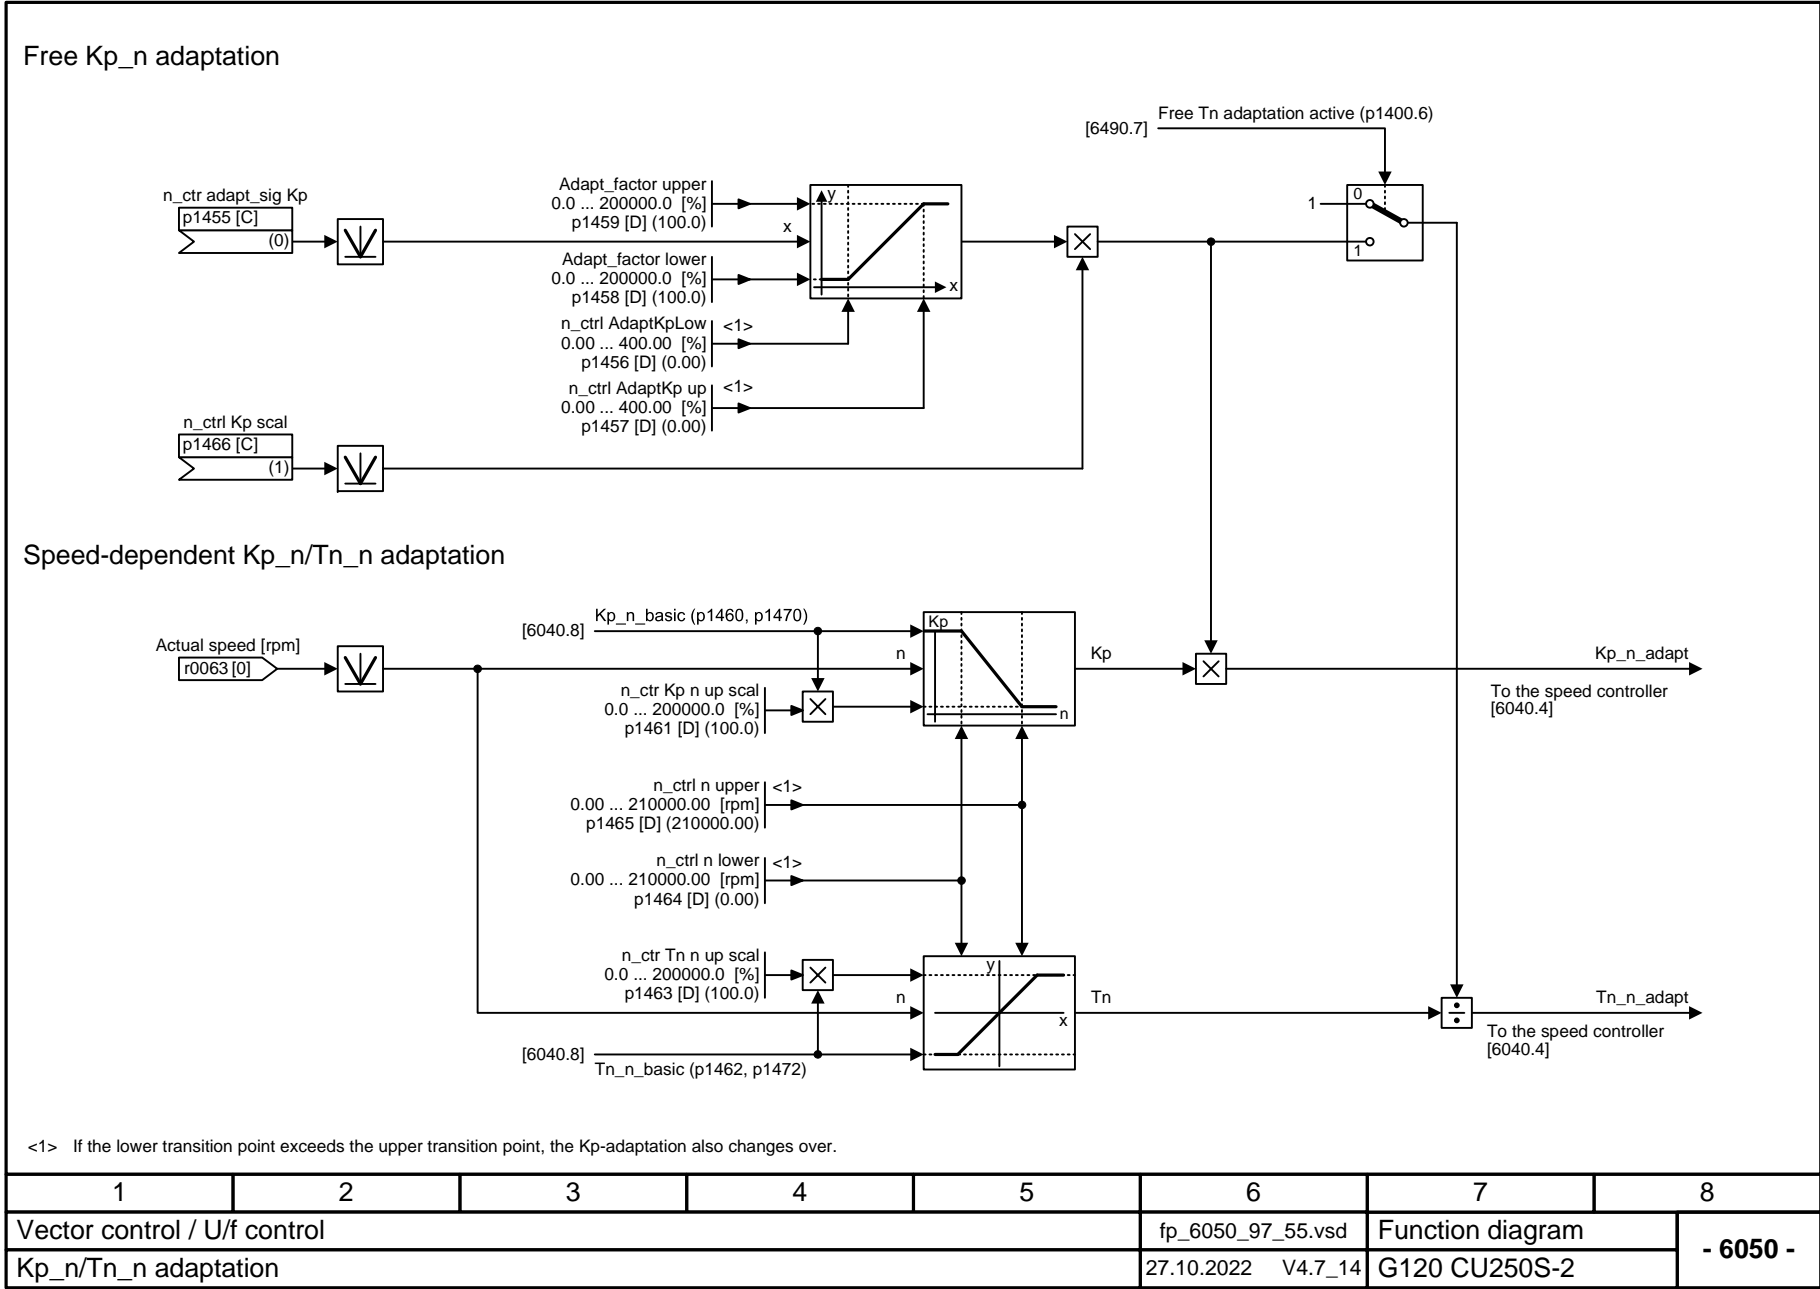 Free Kp_n adaptation
Free Tn adaptation active (p1400.6)
[6490.7]
n_ctr adapt_sig Kp
p1455 [C]
(0)
Adapt_factor upper
0.0 ... 200000.0 [%]
p1459 [D] (100.0)
x
Adapt_factor lower
0.0 ... 200000.0 [%]
p1458 [D] (100.0)
y
x
1
0
1
n_ctrl AdaptKpLow
<1>
0.00 ... 400.00 [%]
p1456 [D] (0.00)
n_ctrl AdaptKp up
<1>
0.00 ... 400.00 [%]
p1457 [D] (0.00)
n_ctrl Kp scal
p1466 [C]
(1)
Speed-dependent Kp_n/Tn_n adaptation
Actual speed [rpm]
r0063 [0]
[6040.8]
Kp_n_basic (p1460, p1470)
n
Kp
n
Kp
Kp_n_adapt
To the speed controller
[6040.4]
n_ctr Kp n up scal
0.0 ... 200000.0 [%]
p1461 [D] (100.0)
n_ctrl n upper
<1>
0.00 ... 210000.00 [rpm]
p1465 [D] (210000.00)
n_ctrl n lower
<1>
0.00 ... 210000.00 [rpm]
p1464 [D] (0.00)
n_ctr Tn n up scal
0.0 ... 200000.0 [%]
p1463 [D] (100.0)
n
y
x
Tn
Tn_n_adapt
To the speed controller
[6040.4]
[6040.8]
Tn_n_basic (p1462, p1472)
<1> If the lower transition point exceeds the upper transition point, the Kp-adaptation also changes over.
1 2 3 4 5 6 7 8
Vector control / U/f control
fp_6050_97_55.vsd
Function diagram
- 6050 -
Kp_n/Tn_n adaptation
27.10.2022 V4.7_14
G120 CU250S-2